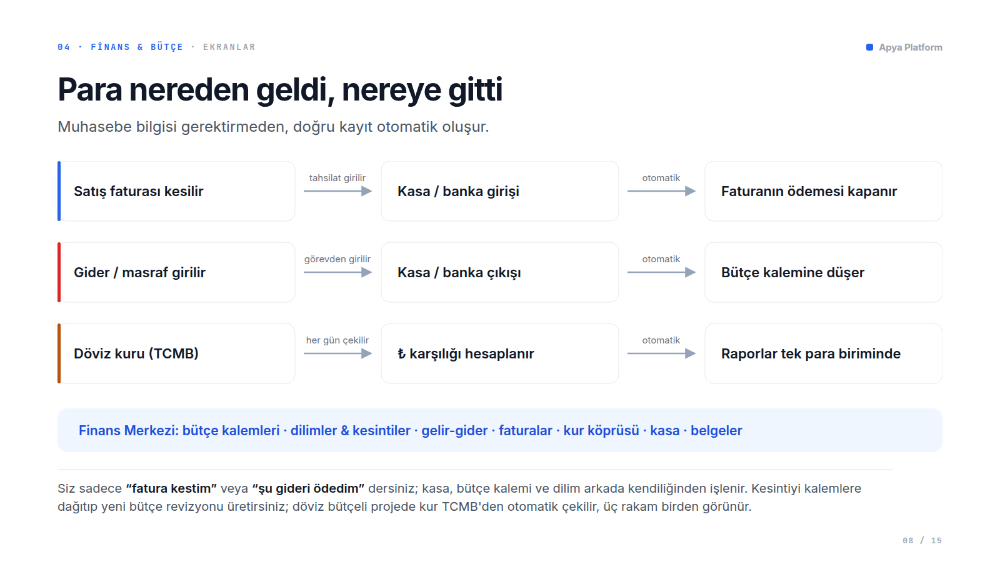 04 · FİNANS & BÜTÇE · EKRANLAR
Apya Platform
Para nereden geldi, nereye gitti
Muhasebe bilgisi gerektirmeden, doğru kayıt otomatik oluşur.
Satış faturası kesilir
tahsilat girilir
Kasa / banka girişi
otomatik
Faturanın ödemesi kapanır
Gider / masraf girilir
görevden girilir
Kasa / banka çıkışı
otomatik
Bütçe kalemine düşer
Döviz kuru (TCMB)
her gün çekilir
₺ karşılığı hesaplanır
otomatik
Raporlar tek para biriminde
Finans Merkezi: bütçe kalemleri · dilimler & kesintiler · gelir-gider · faturalar · kur köprüsü · kasa · belgeler
Siz sadece “fatura kestim” veya “şu gideri ödedim” dersiniz; kasa, bütçe kalemi ve dilim arkada kendiliğinden işlenir. Kesintiyi kalemlere
dağıtıp yeni bütçe revizyonu üretirsiniz; döviz bütçeli projede kur TCMB'den otomatik çekilir, üç rakam birden görünür.
08 / 15